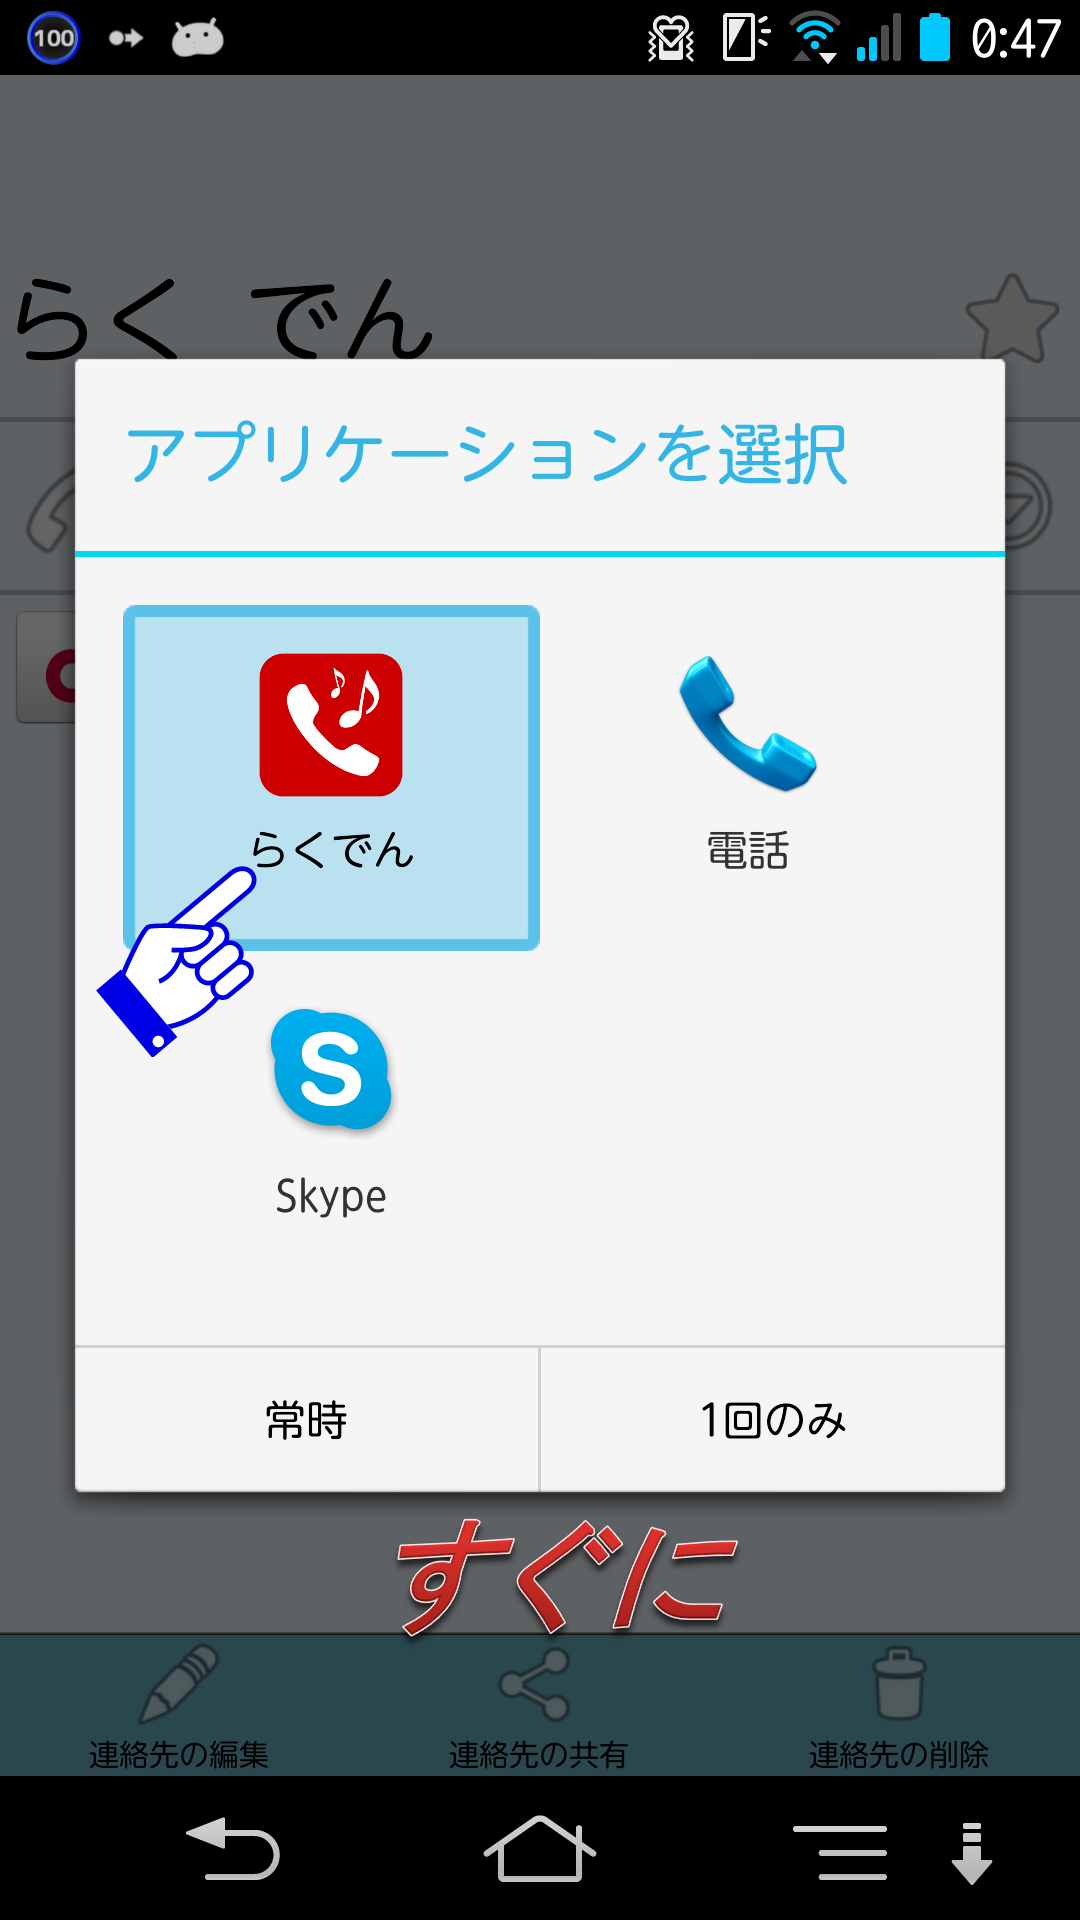 100
0:47
らく でん
アプリケーションを選択
らくでん
電話
Skype
常時
1回のみ
すぐに
連絡先の編集
連絡先の共有
連絡先の削除